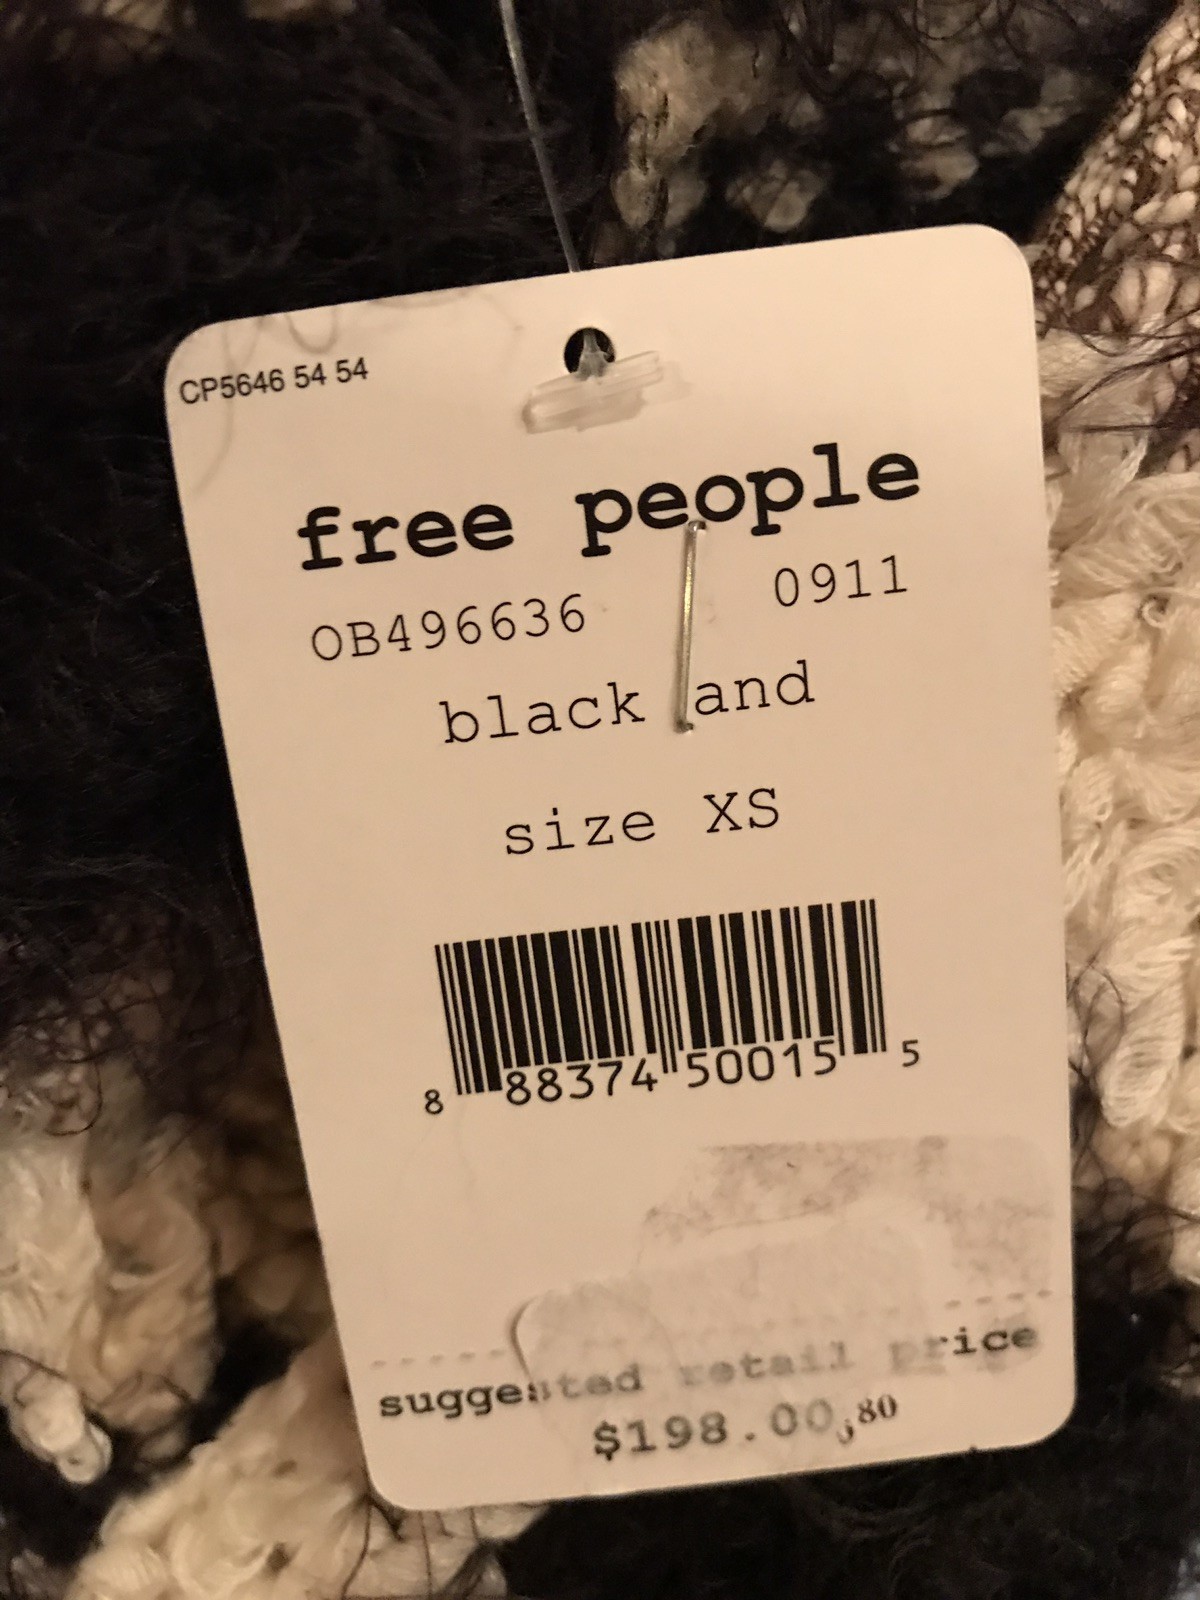 CP5646 54 54
free people
OB496636 0911
black and
size XS
8 88374 50015 5
suggested retail price
$198.00 80